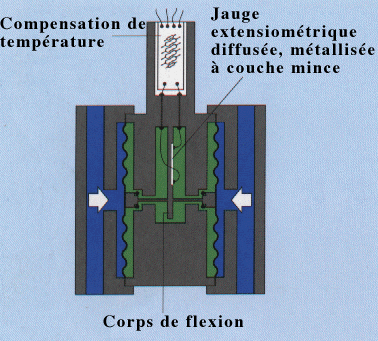 Compensation de
température
Jauge
extensiométrique
diffusée, métallisée
à couche mince
Corps de flexion